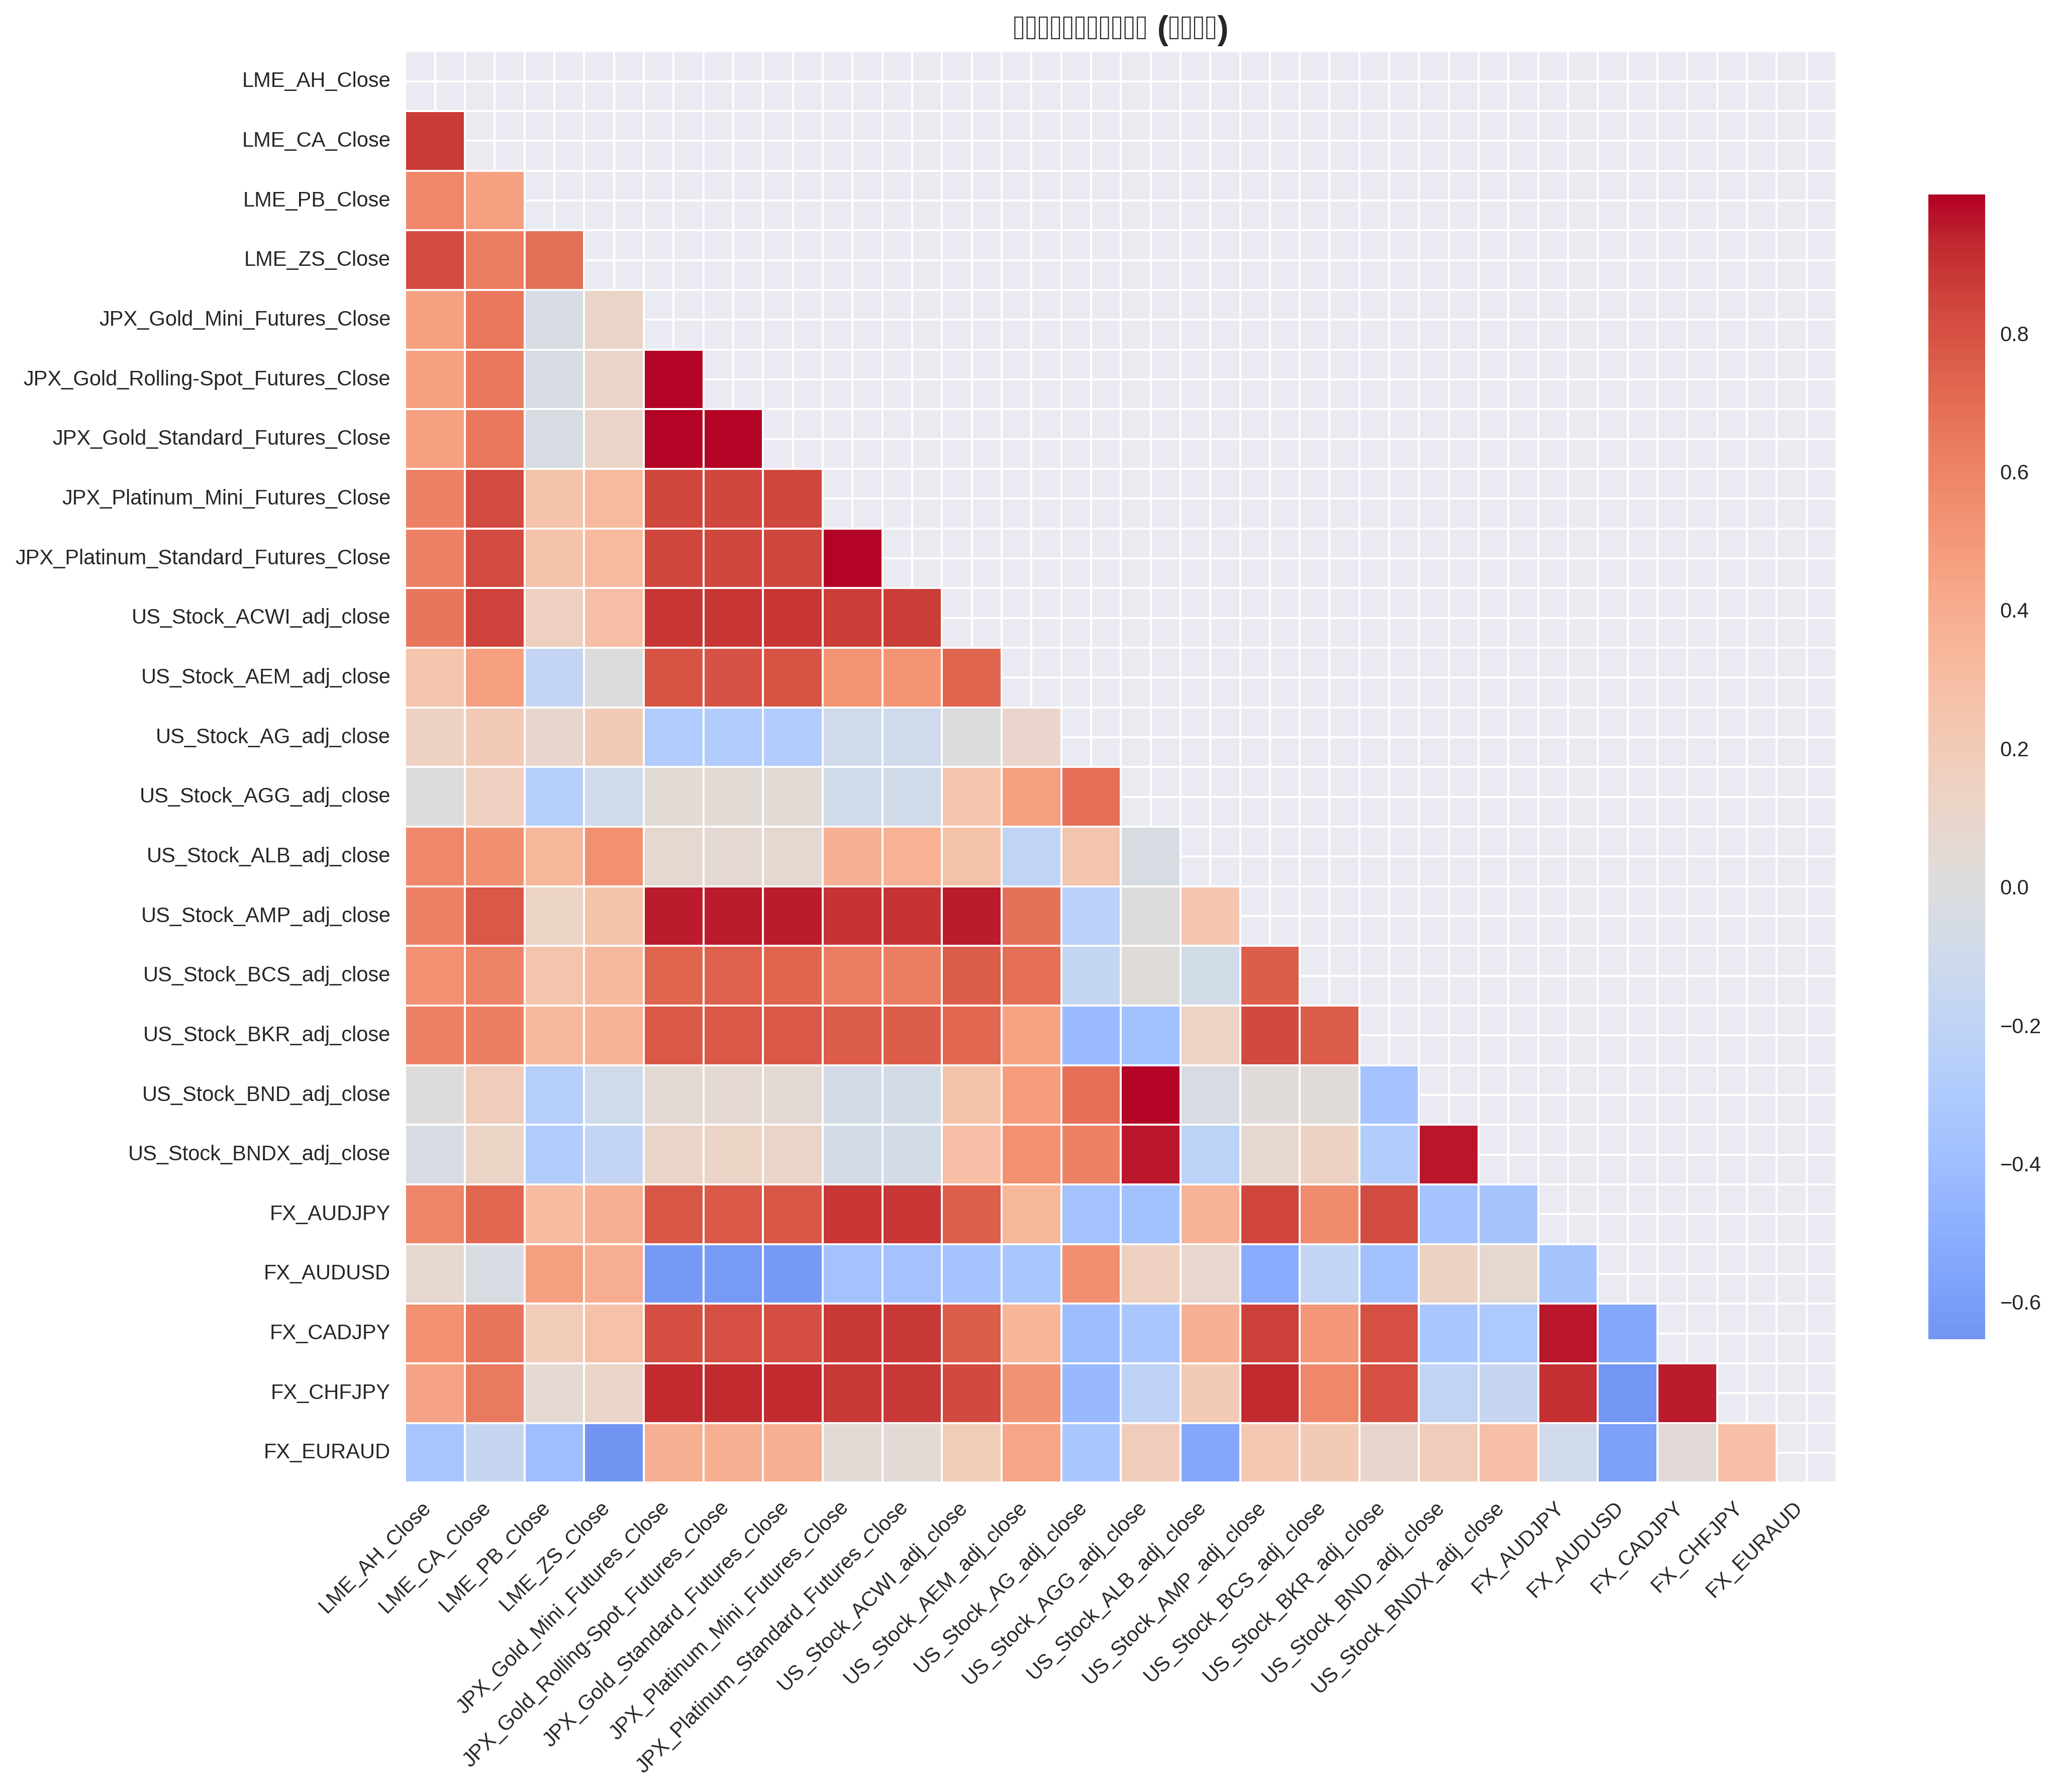 LME_AH_Close
LME_CA_Close
LME_PB_Close
LME_ZS_Close
JPX_Gold_Mini_Futures_Close
JPX_Gold_Rolling-Spot_Futures_Close
JPX_Gold_Standard_Futures_Close
JPX_Platinum_Mini_Futures_Close
JPX_Platinum_Standard_Futures_Close
US_Stock_ACWI_adj_close
US_Stock_AEM_adj_close
US_Stock_AG_adj_close
US_Stock_AGG_adj_close
US_Stock_ALB_adj_close
US_Stock_AMP_adj_close
US_Stock_BCS_adj_close
US_Stock_BKR_adj_close
US_Stock_BND_adj_close
US_Stock_BNDX_adj_close
FX_AUDJPY
FX_AUDUSD
FX_CADJPY
FX_CHFJPY
FX_EURAUD
LME_AH_Close
LME_CA_Close
LME_PB_Close
LME_ZS_Close
JPX_Gold_Mini_Futures_Close
JPX_Gold_Rolling-Spot_Futures_Close
JPX_Gold_Standard_Futures_Close
JPX_Platinum_Mini_Futures_Close
JPX_Platinum_Standard_Futures_Close
US_Stock_ACWI_adj_close
US_Stock_AEM_adj_close
US_Stock_AG_adj_close
US_Stock_AGG_adj_close
US_Stock_ALB_adj_close
US_Stock_AMP_adj_close
US_Stock_BCS_adj_close
US_Stock_BKR_adj_close
US_Stock_BND_adj_close
US_Stock_BNDX_adj_close
FX_AUDJPY
FX_AUDUSD
FX_CADJPY
FX_CHFJPY
FX_EURAUD
0.8
0.6
0.4
0.2
0.0
−0.2
−0.4
−0.6